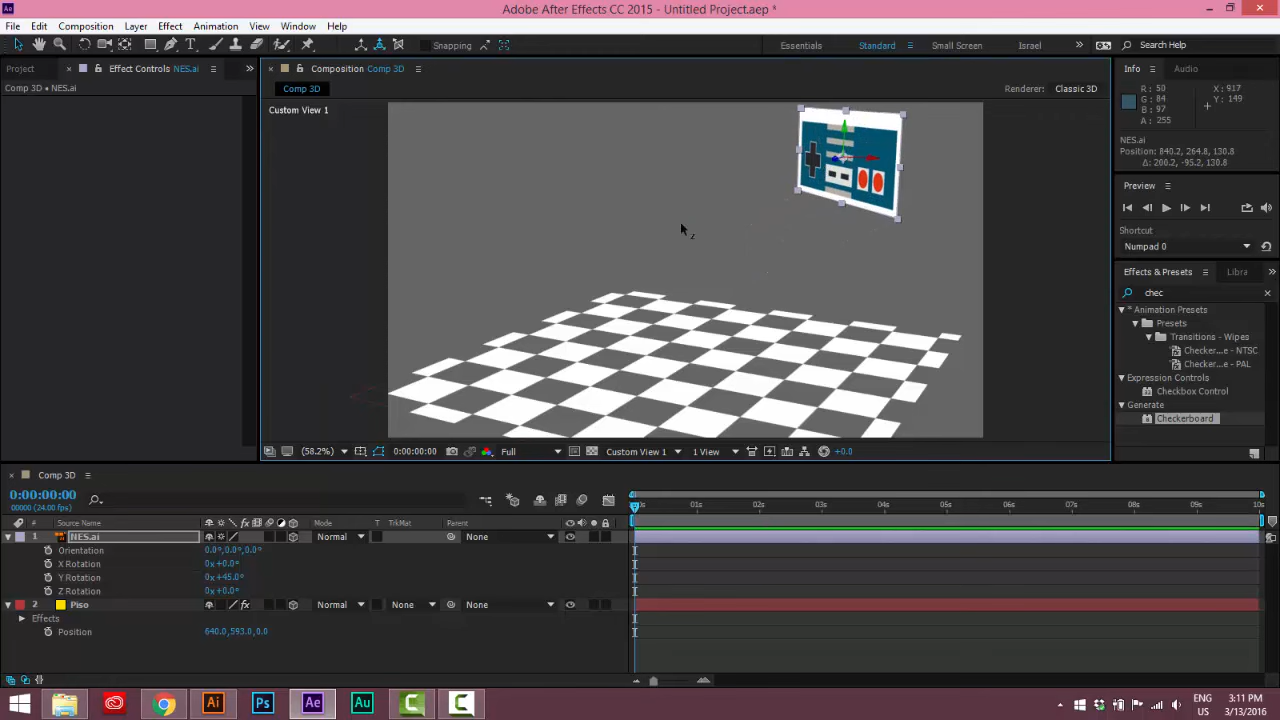 Adobe After Effects CC 2015 - Untitled Project.aep *
File Edit Composition Layer Effect Animation View Window Help
Snapping Essentials Standard Small Screen Israel Search Help
Project Effect Controls NES.ai Composition Comp 3D Info Audio
Comp 3D • NES.ai Comp 3D Renderer: Classic 3D
Custom View 1
R: 50 X: 917
G: 84 Y: 149
B: 97
A: 255
NES.ai
Position: 840.2, 264.8, 130.8
Δ: 200.2, -95.2, 130.8
Preview
Shortcut
Numpad 0
Effects & Presets Libra
chec
* Animation Presets
Presets
Transitions - Wipes
Checker...e - NTSC
Checker...e - PAL
Expression Controls
Checkbox Control
Generate
Checkerboard
(58.2%) 0:00:00:00 Full Custom View 1 1 View +0.0
Comp 3D
0:00:00:00
00000 (24.00 fps)
01s 02s 03s 04s 05s 06s 07s 08s 09s 10s
# Source Name Mode T TrkMat Parent
1 NES.ai Normal None
Orientation 0.0°,0.0°,0.0°
X Rotation 0x+0.0°
Y Rotation 0x+45.0°
Z Rotation 0x+0.0°
2 Piso Normal None None
Effects
Position 640.0,593.0,0.0
ENG 3:11 PM
US 3/13/2016